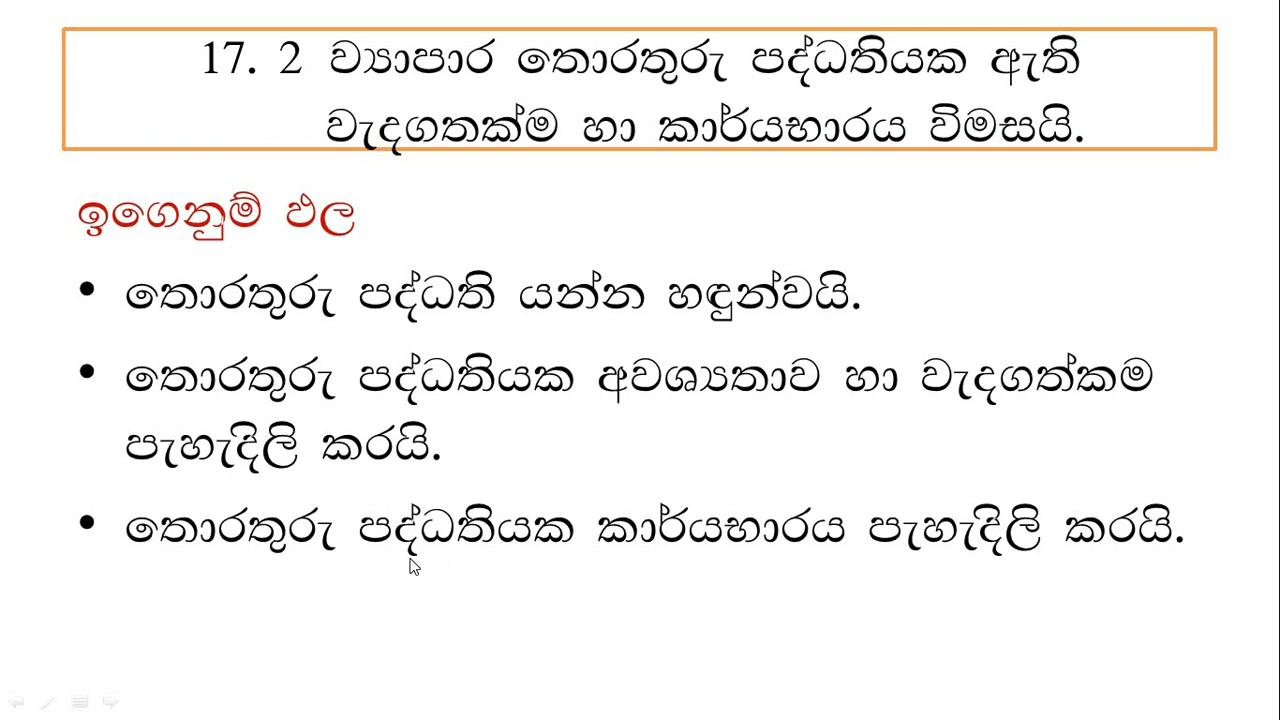 17. 2 ව්‍යාපාර තොරතුරු පද්ධතියක ඇති
වැදගතක්ම හා කාර්යභාරය විමසයි.
ඉගෙනුම් ඵල
• තොරතුරු පද්ධති යන්න හඳුන්වයි.
• තොරතුරු පද්ධතියක අවශ්‍යතාව හා වැදගත්කම
පැහැදිලි කරයි.
• තොරතුරු පද්ධතියක කාර්යභාරය පැහැදිලි කරයි.